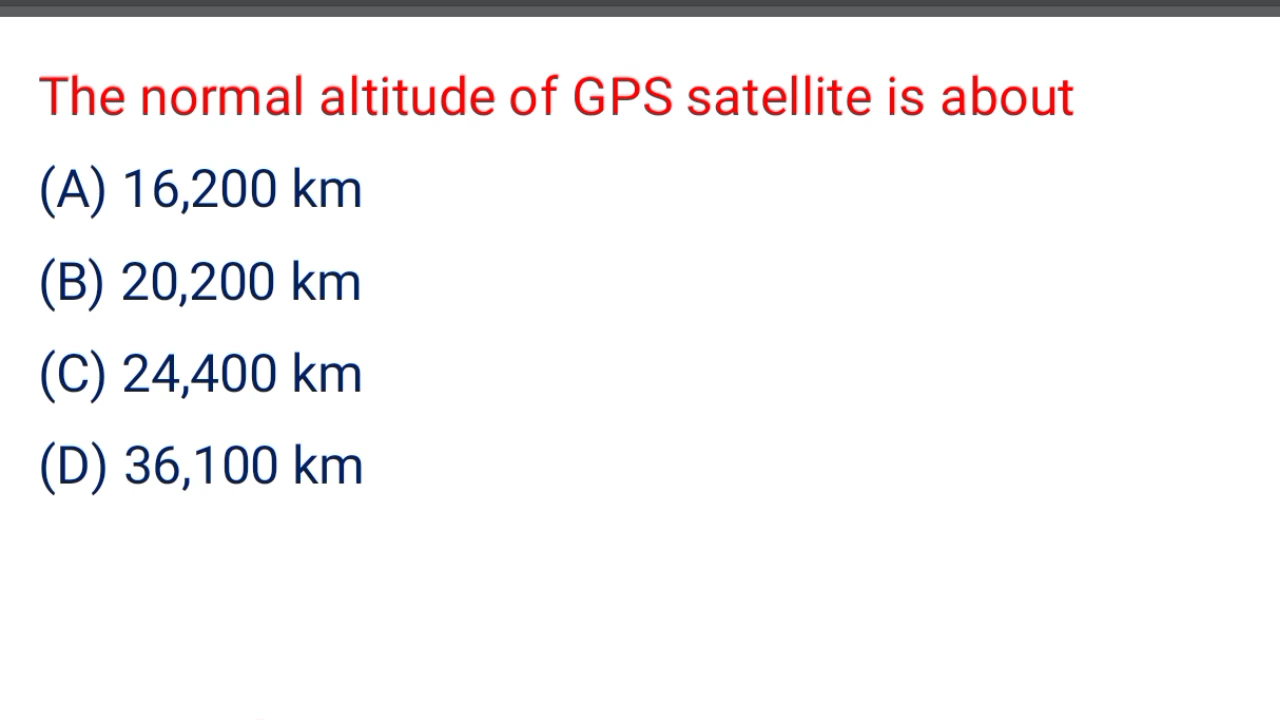 The normal altitude of GPS satellite is about
(A) 16,200 km
(B) 20,200 km
(C) 24,400 km
(D) 36,100 km